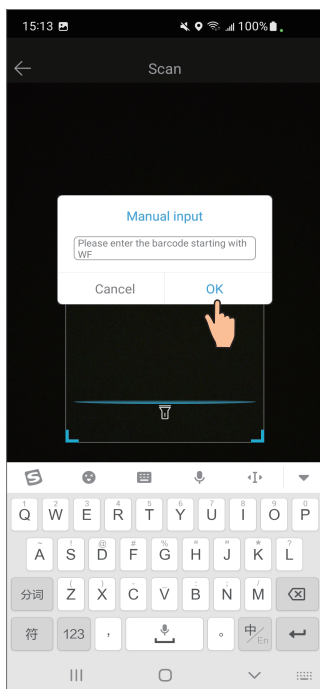 15:13 100%
Scan
Manual input
Please enter the barcode starting with
WF
Cancel OK
1 2 3 4 5 6 7 8 9 0
Q W E R T Y U I O P
~ ! @ # % " " * ?
A S D F G H J K L
( ) - _ : ; /
分词 Z X C V B N M
符 123 , 。 中/En